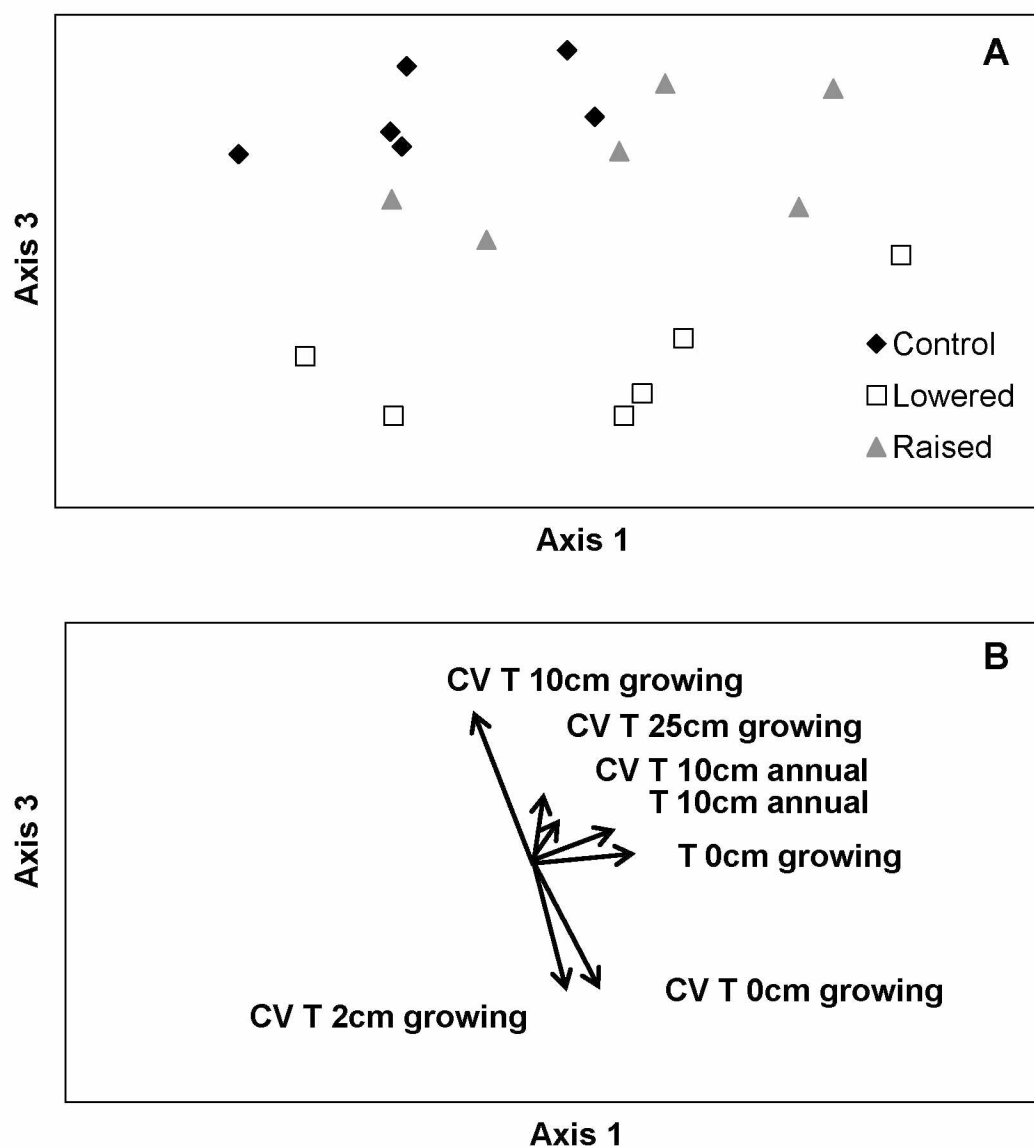 A
Axis 3
Control
Lowered
Raised
Axis 1
B
CV T 10cm growing
CV T 25cm growing
CV T 10cm annual
T 10cm annual
Axis 3
T 0cm growing
CV T 0cm growing
CV T 2cm growing
Axis 1